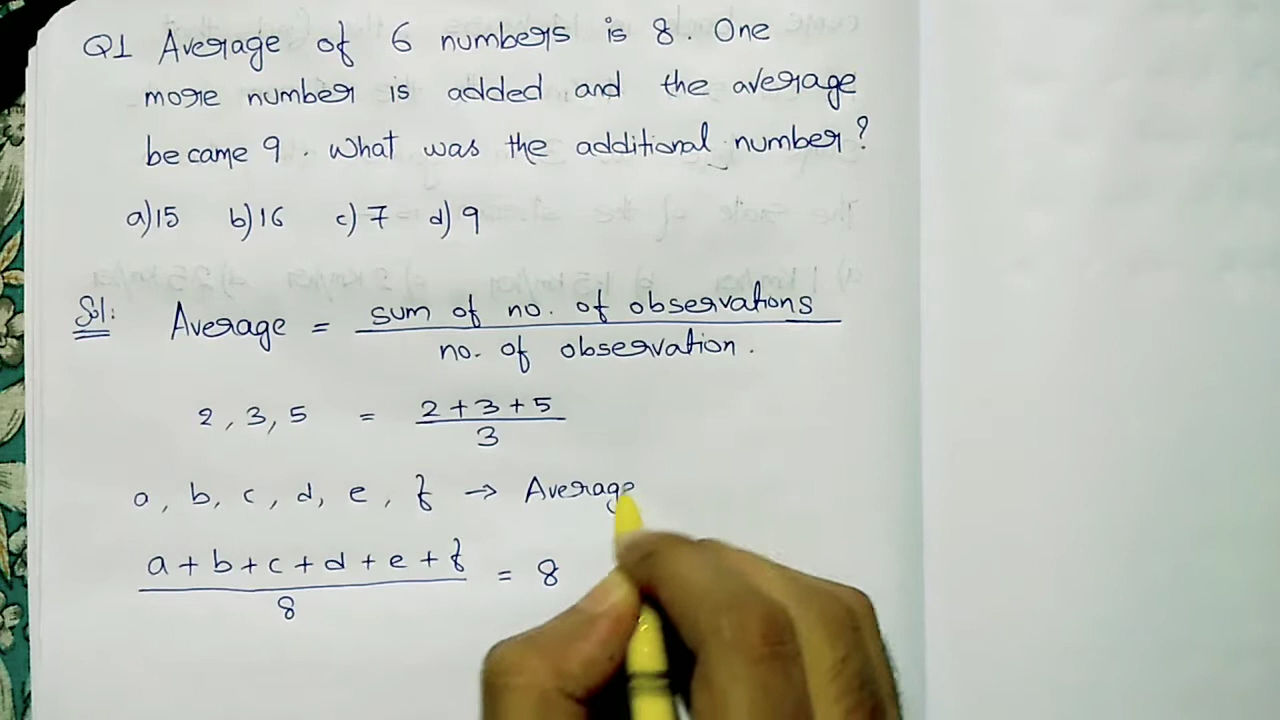 Q1 Average of 6 numbers is 8. One
more number is added and the average
became 9. What was the additional number?
a) 15 b) 16 c) 7 d) 9
Sol: Average = sum of no. of observations
no. of observation.
2, 3, 5 = 2+3+5
3
a, b, c, d, e, f → Average
a + b + c + d + e + f = 8
8